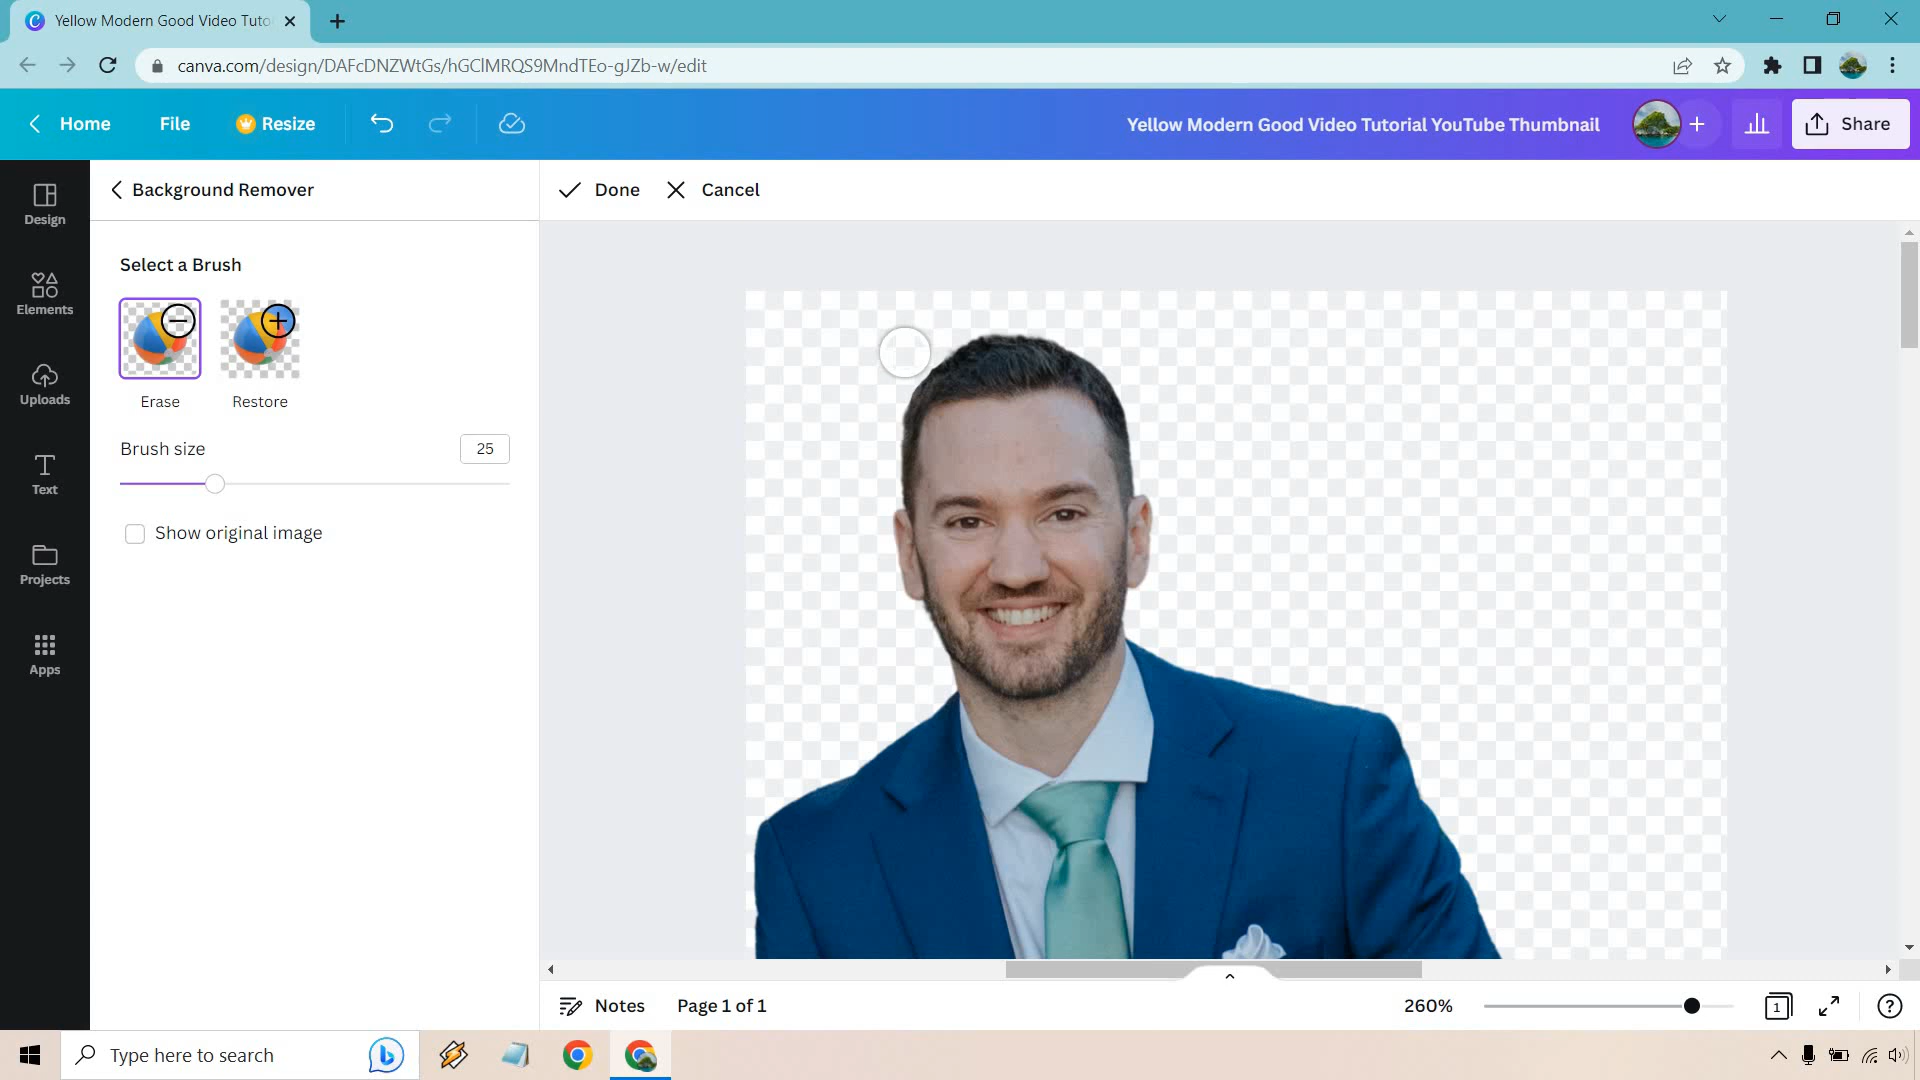 Yellow Modern Good Video Tuto
canva.com/design/DAFcDNZWtGs/hGClMRQS9MndTEo-gJZb-w/edit
Home
File
Resize
Yellow Modern Good Video Tutorial YouTube Thumbnail
Share
Design
Elements
Uploads
Text
Projects
Apps
Background Remover
Done
Cancel
Select a Brush
Erase
Restore
Brush size
25
Show original image
Notes
Page 1 of 1
260%
1
Type here to search